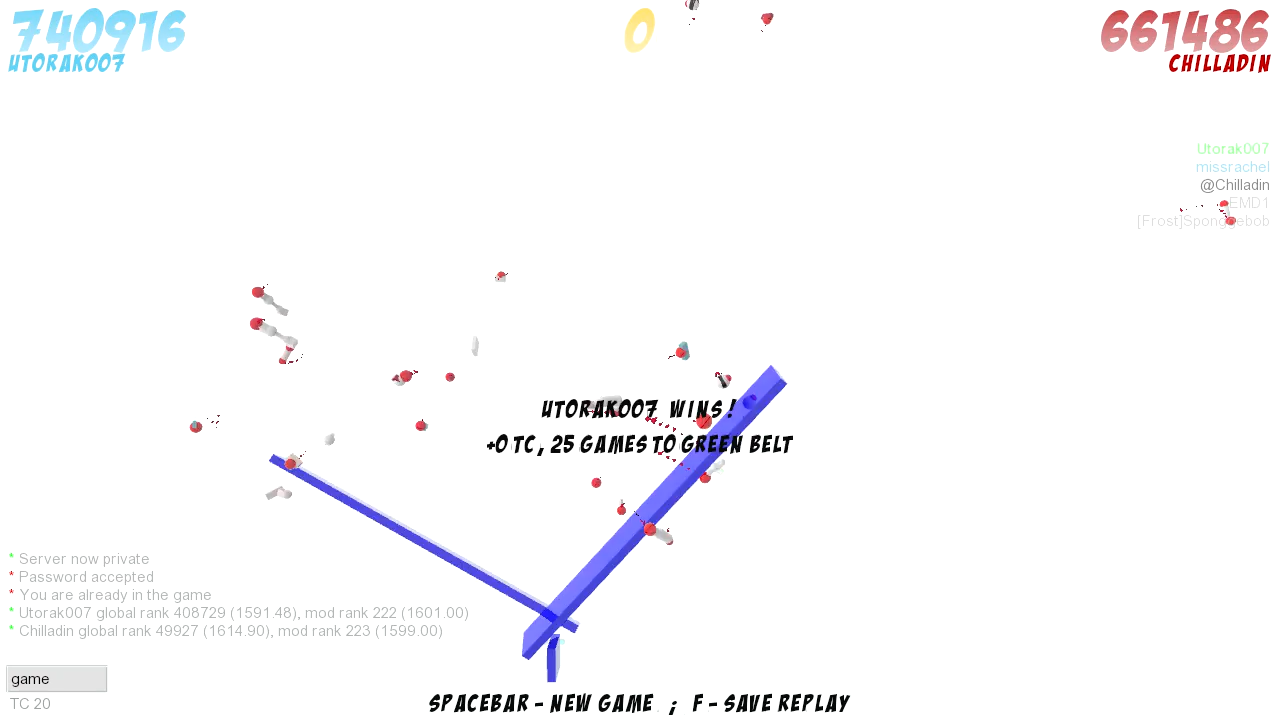 740916
UTORAK007
0
661486
CHILLADIN
Utorak007
missrachel
@Chilladin
EMD1
[Frost]Sponggebob
UTORAK007 WINS!
+0 TC, 25 GAMES TO GREEN BELT
* Server now private
* Password accepted
* You are already in the game
* Utorak007 global rank 408729 (1591.48), mod rank 222 (1601.00)
* Chilladin global rank 49927 (1614.90), mod rank 223 (1599.00)
game
TC 20
SPACEBAR - NEW GAME ; F - SAVE REPLAY